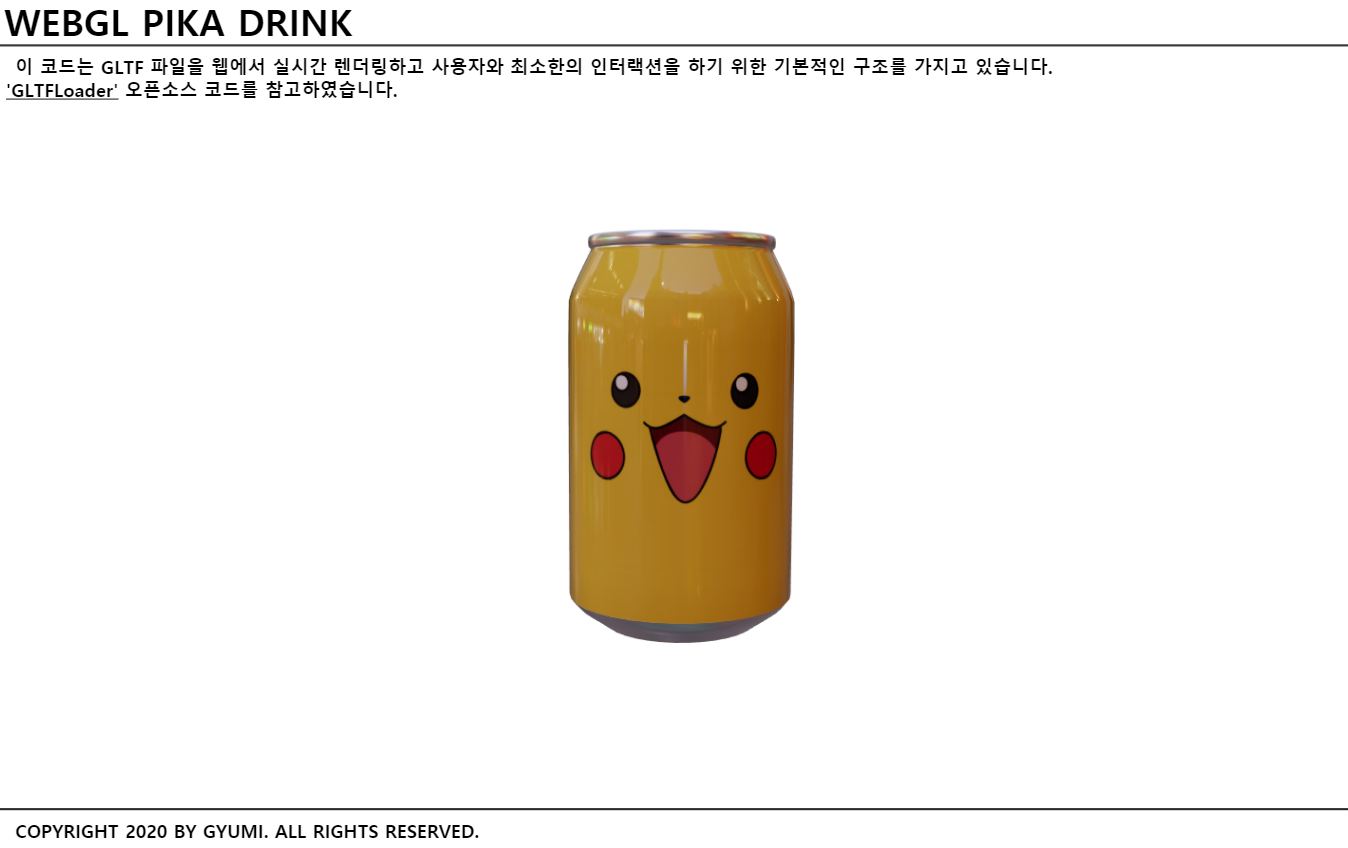 WEBGL PIKA DRINK
이 코드는 GLTF 파일을 웹에서 실시간 렌더링하고 사용자와 최소한의 인터랙션을 하기 위한 기본적인 구조를 가지고 있습니다.
'GLTFLoader' 오픈소스 코드를 참고하였습니다.
COPYRIGHT 2020 BY GYUMI. ALL RIGHTS RESERVED.